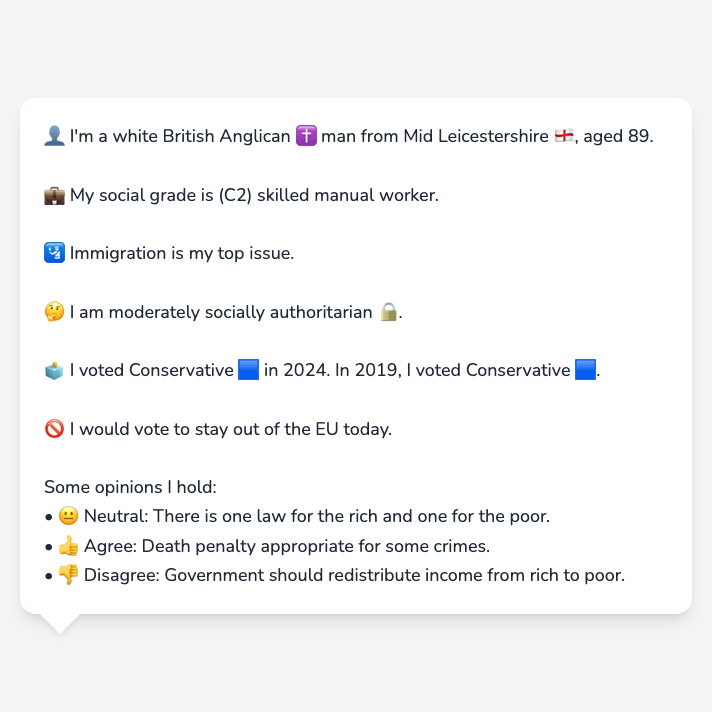 👤 I'm a white British Anglican ✝️ man from Mid Leicestershire 🏴󠁧󠁢󠁥󠁮󠁧󠁿, aged 89.
💼 My social grade is (C2) skilled manual worker.
🛂 Immigration is my top issue.
🤔 I am moderately socially authoritarian 🔒.
🗳️ I voted Conservative 🟦 in 2024. In 2019, I voted Conservative 🟦.
🚫 I would vote to stay out of the EU today.
Some opinions I hold:
• 😐 Neutral: There is one law for the rich and one for the poor.
• 👍 Agree: Death penalty appropriate for some crimes.
• 👎 Disagree: Government should redistribute income from rich to poor.